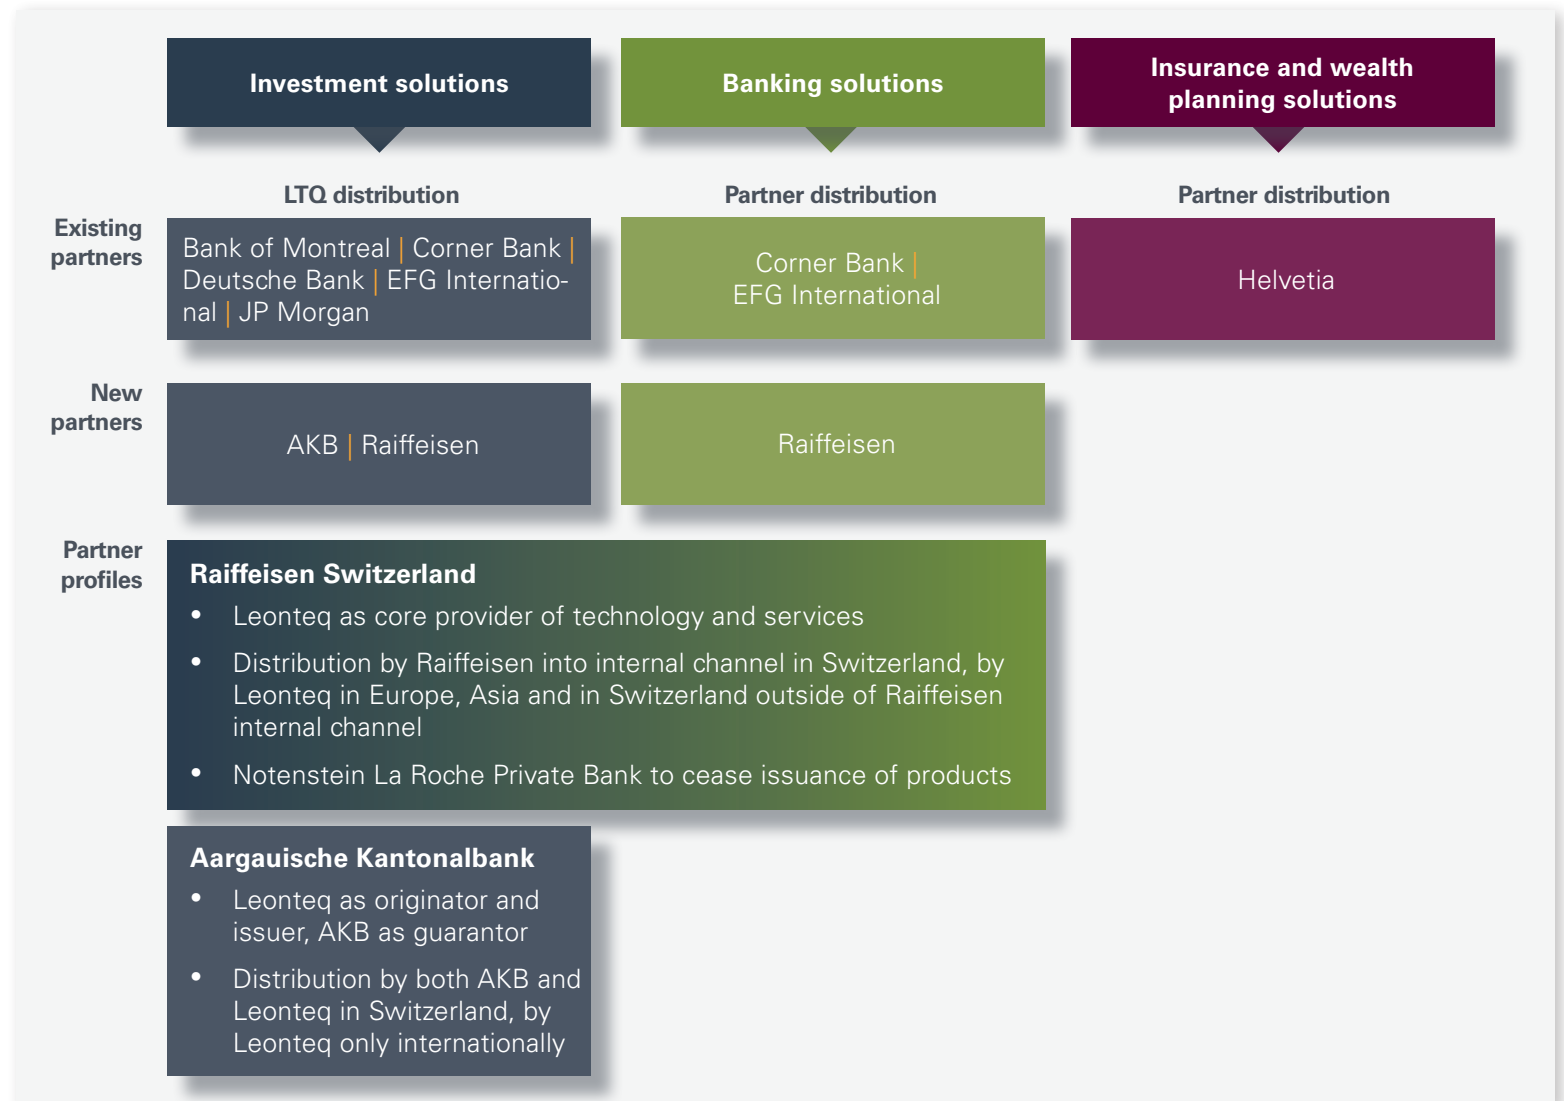 Investment solutions
Banking solutions
Insurance and wealth
planning solutions
LTQ distribution
Partner distribution
Partner distribution
Existing
partners
Bank of Montreal | Corner Bank |
Deutsche Bank | EFG Internatio-
nal | JP Morgan
Corner Bank |
EFG International
Helvetia
New
partners
AKB | Raiffeisen
Raiffeisen
Partner
profiles
Raiffeisen Switzerland
• Leonteq as core provider of technology and services
• Distribution by Raiffeisen into internal channel in Switzerland, by
Leonteq in Europe, Asia and in Switzerland outside of Raiffeisen
internal channel
• Notenstein La Roche Private Bank to cease issuance of products
Aargauische Kantonalbank
• Leonteq as originator and
issuer, AKB as guarantor
• Distribution by both AKB and
Leonteq in Switzerland, by
Leonteq only internationally